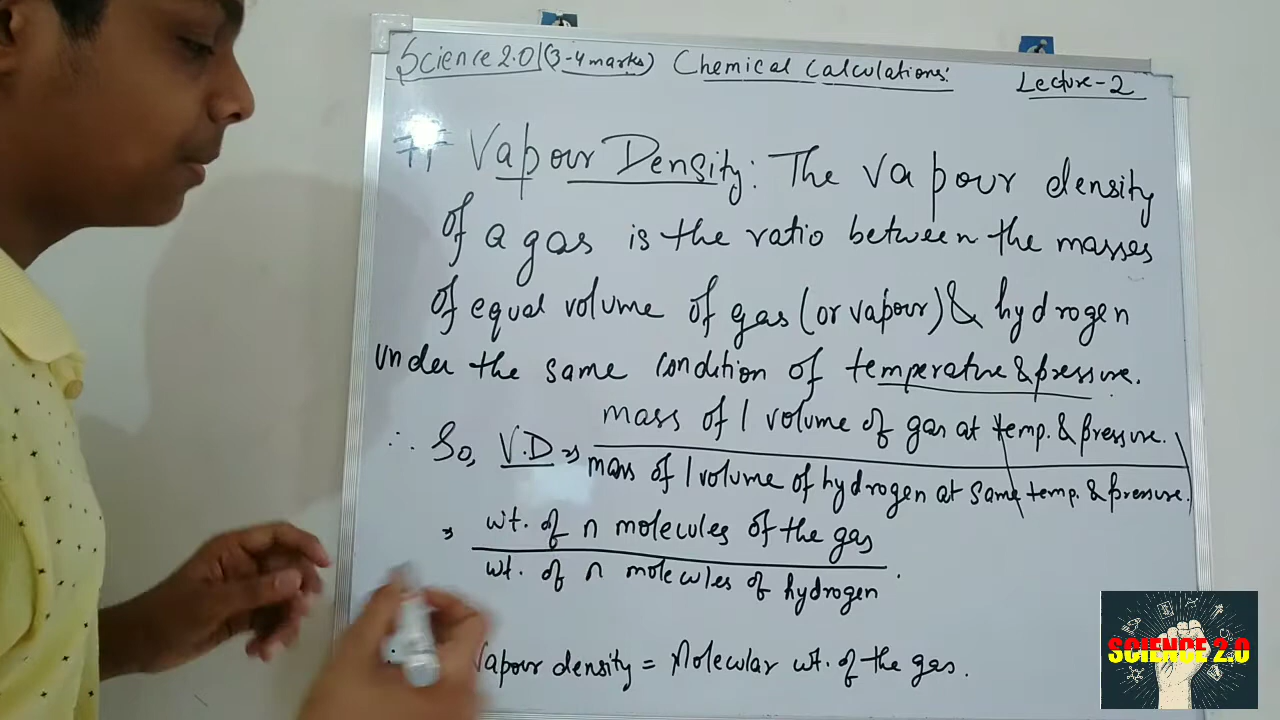 Science 2.0 (3-4 marks) Chemical Calculations: Lecture-2
# Vapour Density: The vapour density
of a gas is the ratio between the masses
of equal volume of gas (or vapour) & hydrogen
under the same condition of temperature & pressure.
∴ So, V.D ⇒ mass of 1 volume of gas at temp. & pressure.
mass of 1 volume of hydrogen at same temp. & pressure.
⇒ wt. of n molecules of the gas
wt. of n molecules of hydrogen.
Vapour density = Molecular wt. of the gas.
SCIENCE 2.0